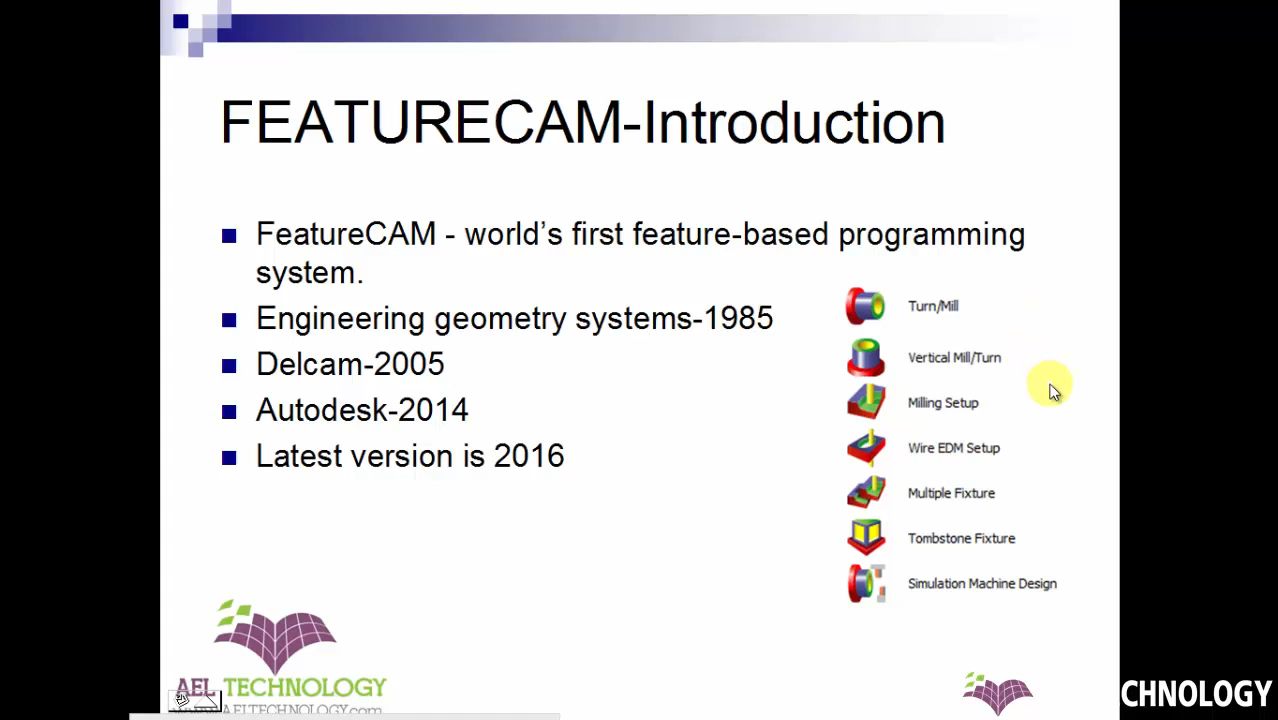 FEATURECAM-Introduction
FeatureCAM - world's first feature-based programming
system.
Engineering geometry systems-1985
Delcam-2005
Autodesk-2014
Latest version is 2016
Turn/Mill
Vertical Mill/Turn
Milling Setup
Wire EDM Setup
Multiple Fixture
Tombstone Fixture
Simulation Machine Design
AEL TECHNOLOGY
AELTECHNOLOGY.com
CHNOLOGY